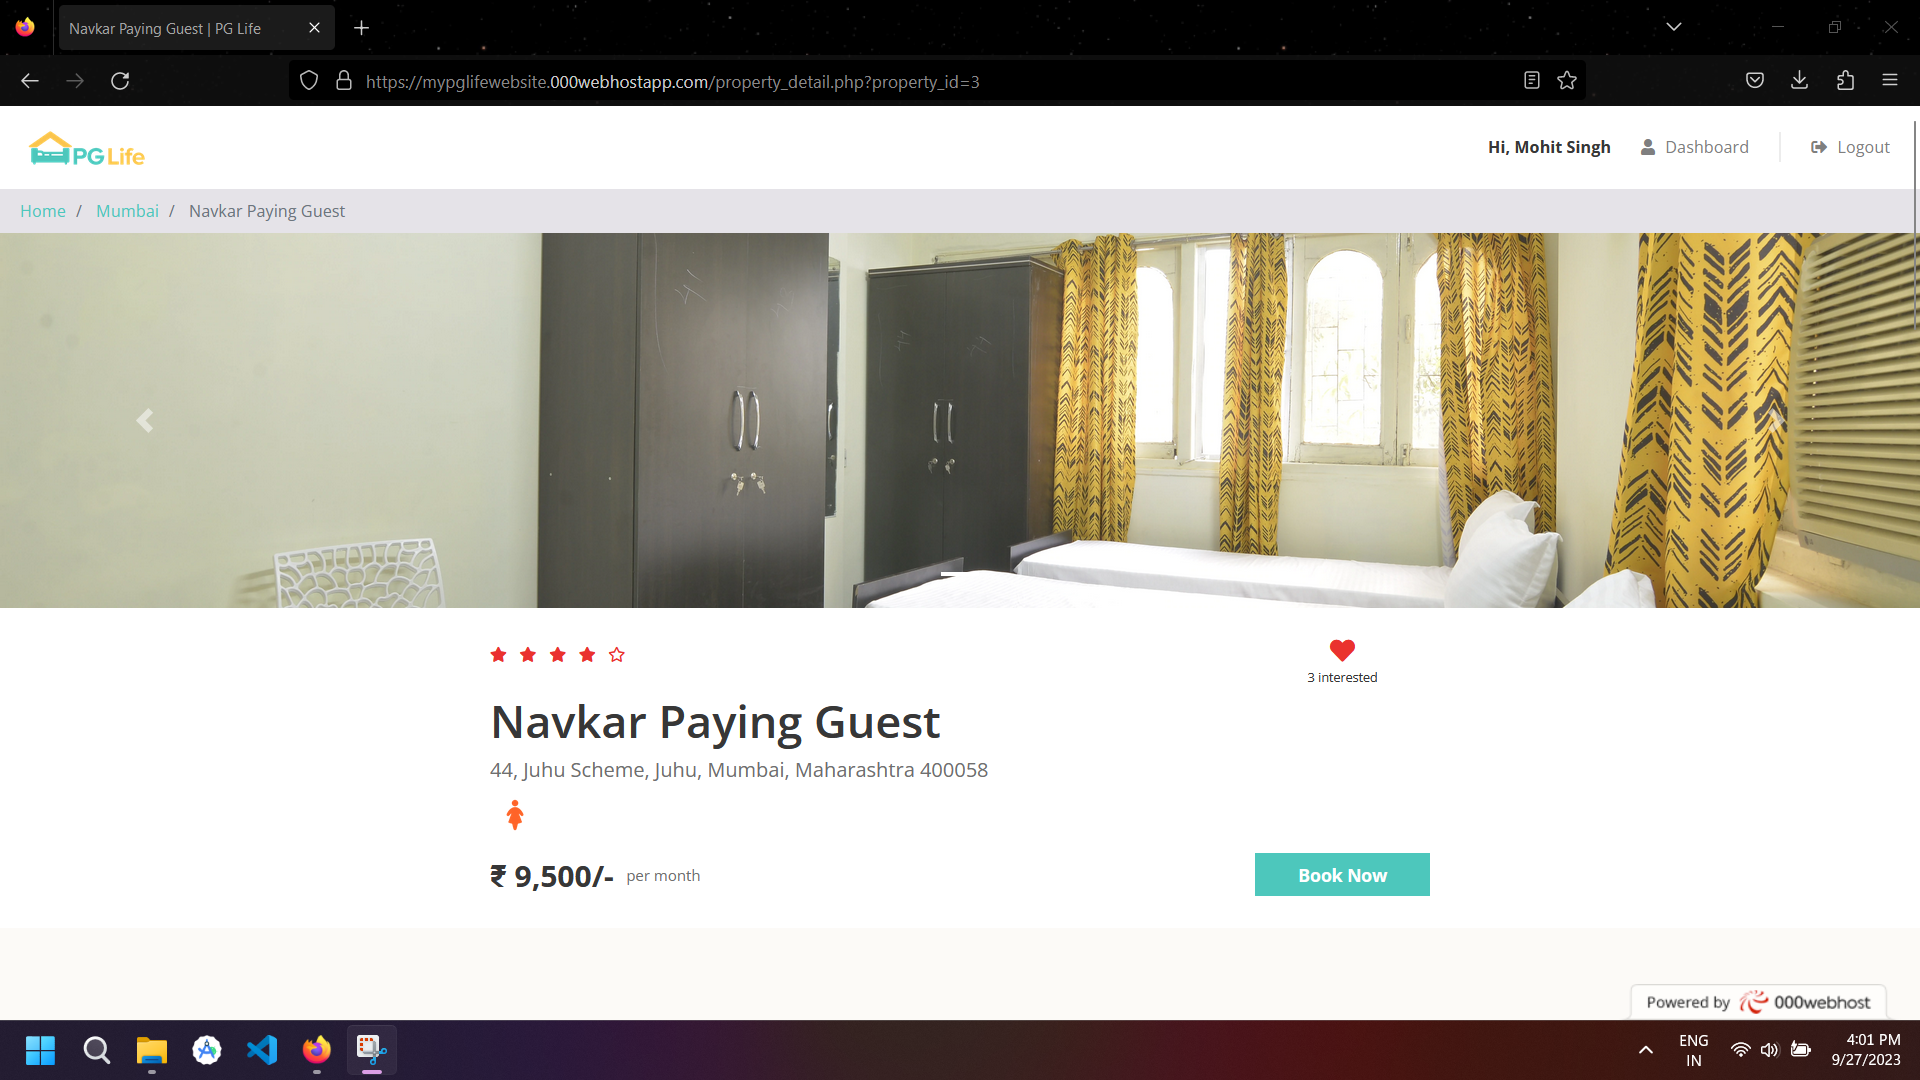 Navkar Paying Guest | PG Life
https://mypglifewebsite.000webhostapp.com/property_detail.php?property_id=3
PG Life
Hi, Mohit Singh
Dashboard
Logout
Home / Mumbai / Navkar Paying Guest
3 interested
Navkar Paying Guest
44, Juhu Scheme, Juhu, Mumbai, Maharashtra 400058
₹ 9,500/- per month
Book Now
Powered by 000webhost
ENG
IN
4:01 PM
9/27/2023